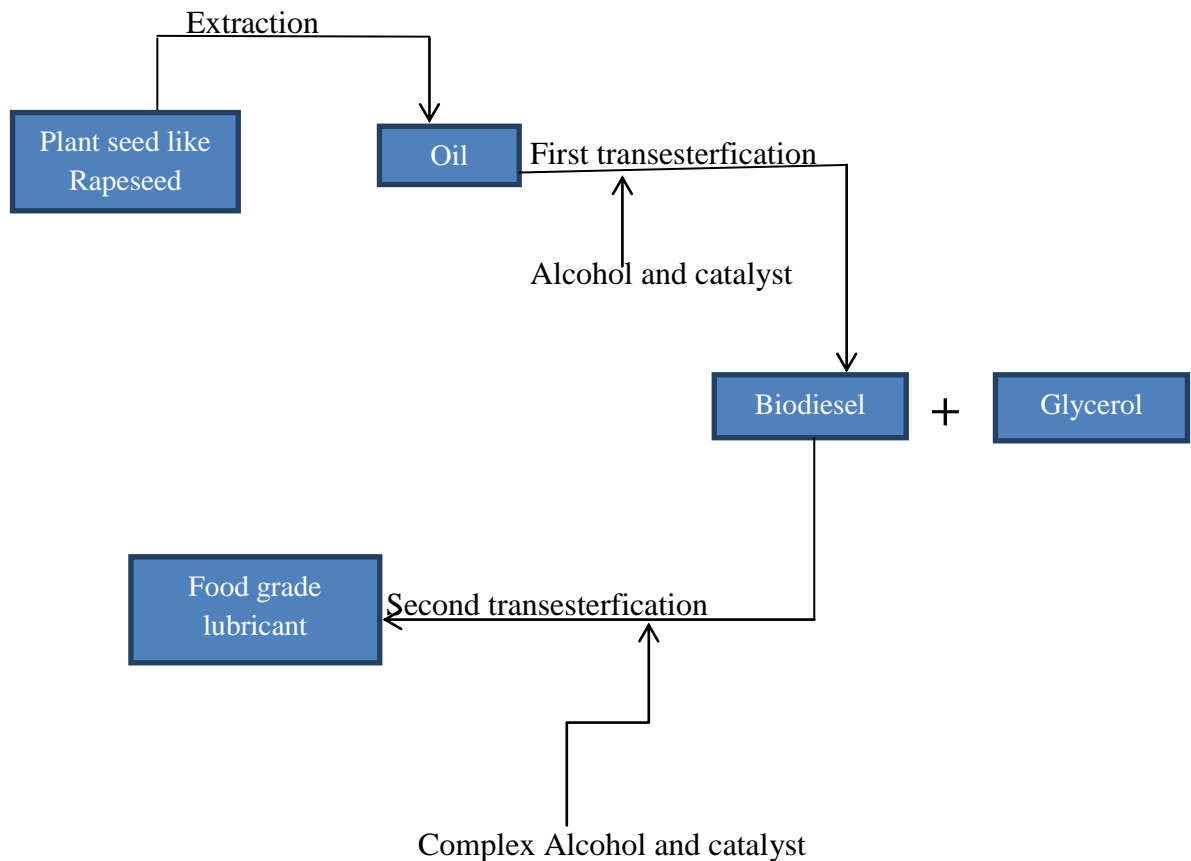 Extraction
Plant seed like
Rapeseed
Oil
First transesterfication
Alcohol and catalyst
Biodiesel
+
Glycerol
Food grade
lubricant
Second transesterfication
Complex Alcohol and catalyst